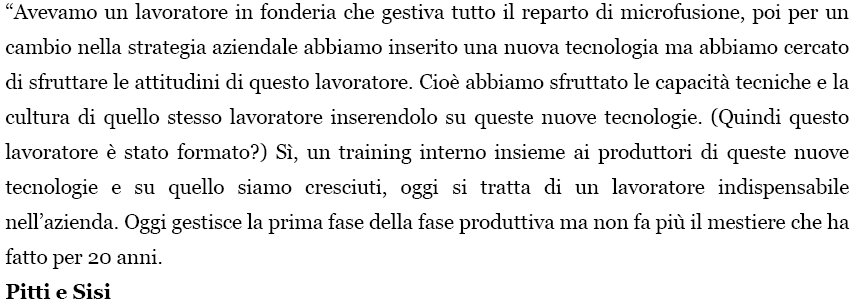 “Avevamo un lavoratore in fonderia che gestiva tutto il reparto di microfusione, poi per un
cambio nella strategia aziendale abbiamo inserito una nuova tecnologia ma abbiamo cercato
di sfruttare le attitudini di questo lavoratore. Cioè abbiamo sfruttato le capacità tecniche e la
cultura di quello stesso lavoratore inserendolo su queste nuove tecnologie. (Quindi questo
lavoratore è stato formato?) Sì, un training interno insieme ai produttori di queste nuove
tecnologie e su quello siamo cresciuti, oggi si tratta di un lavoratore indispensabile
nell’azienda. Oggi gestisce la prima fase della fase produttiva ma non fa più il mestiere che ha
fatto per 20 anni.
Pitti e Sisi